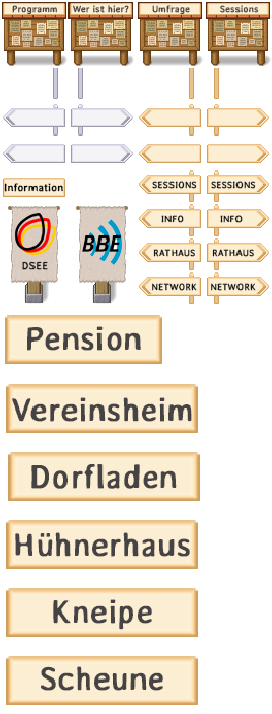 Programm Wer ist hier? Umfrage Sessions
SESSIONS SESSIONS
Information
INFO INFO
RATHAUS RATHAUS
DSEE BBE
NETWORK NETWORK
Pension
Vereinsheim
Dorfladen
Hühnerhaus
Kneipe
Scheune